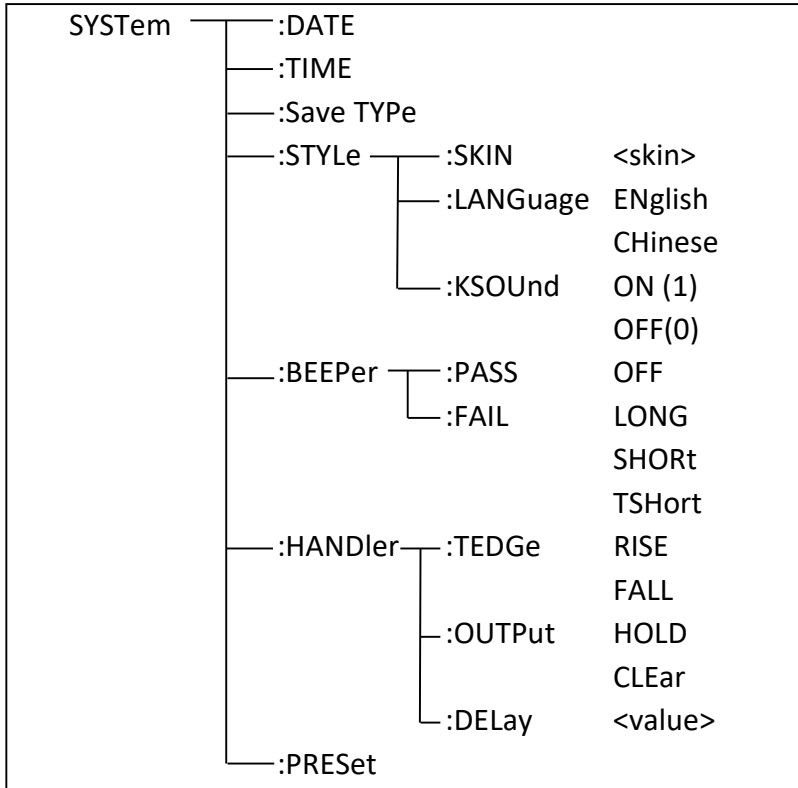 SYSTem :DATE
:TIME
:Save TYPe
:STYLe :SKIN <skin>
:LANGuage ENglish
CHinese
:KSOUnd ON (1)
OFF(0)
:BEEPer :PASS OFF
:FAIL LONG
SHORt
TSHort
:HANDler :TEDGe RISE
FALL
:OUTPut HOLD
CLEar
:DELay <value>
:PRESet